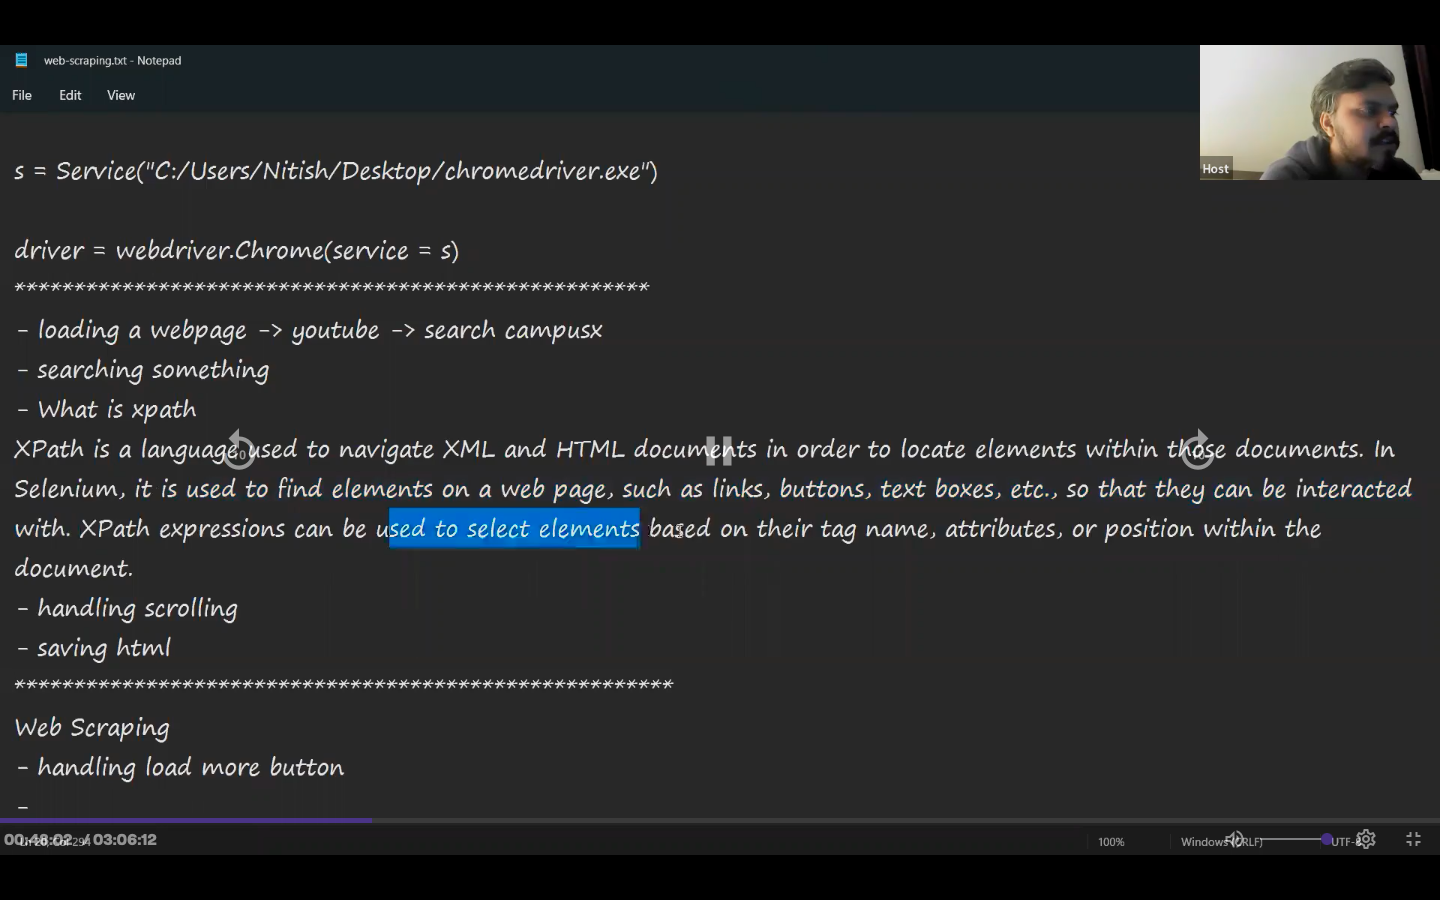 web-scraping.txt - Notepad
File Edit View
Host
s = Service("C:/Users/Nitish/Desktop/chromedriver.exe")
driver = webdriver.Chrome(service = s)
*****************************************************
- loading a webpage -> youtube -> search campusx
- searching something
- What is xpath
XPath is a language used to navigate XML and HTML documents in order to locate elements within those documents. In
Selenium, it is used to find elements on a web page, such as links, buttons, text boxes, etc., so that they can be interacted
with. XPath expressions can be used to select elements based on their tag name, attributes, or position within the
document.
- handling scrolling
- saving html
*******************************************************
Web Scraping
- handling load more button
-
00:48:02 / 03:06:12
100% Windows (CRLF) UTF-8